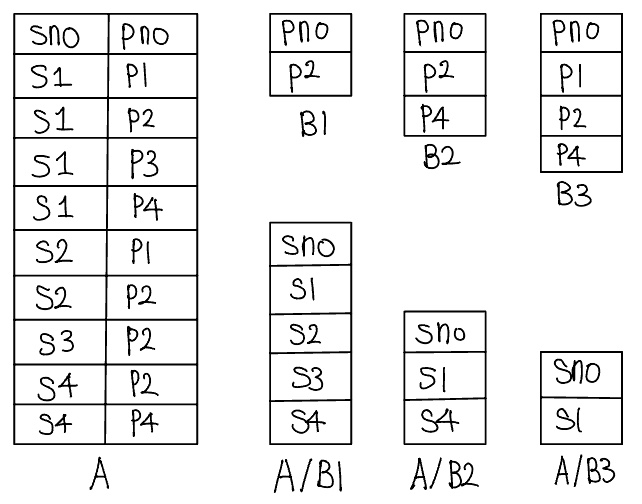 sno pno
S1 P1
S1 P2
S1 P3
S1 P4
S2 P1
S2 P2
S3 P2
S4 P2
S4 P4
A
pno
P2
B1
pno
P2
P4
B2
pno
P1
P2
P4
B3
sno
S1
S2
S3
S4
A/B1
sno
S1
S4
A/B2
sno
S1
A/B3